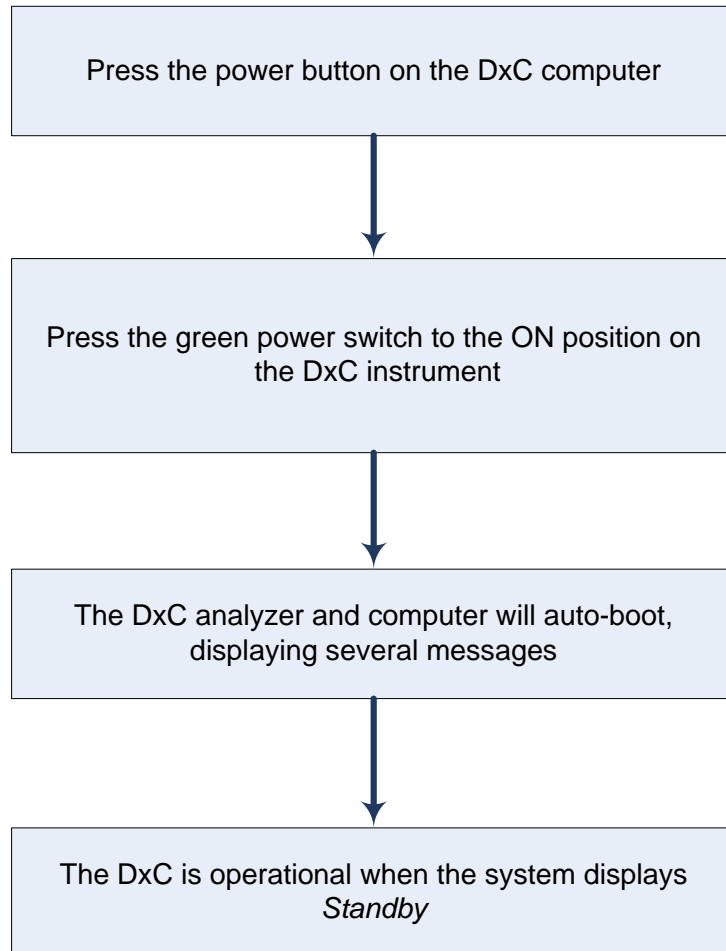 Press the power button on the DxC computer
Press the green power switch to the ON position on
the DxC instrument
The DxC analyzer and computer will auto-boot,
displaying several messages
The DxC is operational when the system displays
Standby